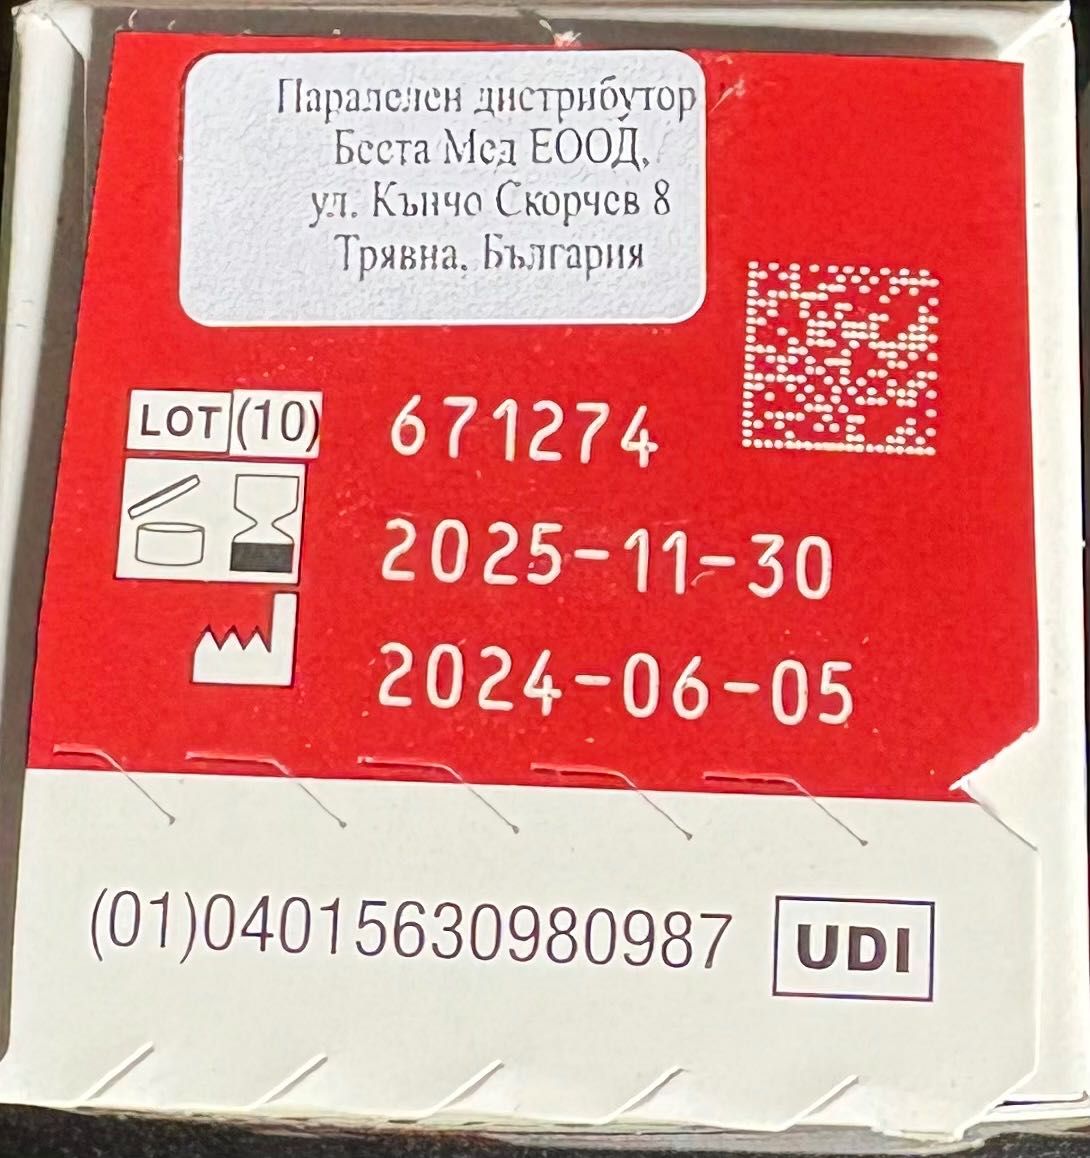 Паралелен дистрибутор
Беста Мед ЕООД,
ул. Кънчо Скорчев 8
Трявна, България
LOT (10) 671274
2025-11-30
2024-06-05
(01)04015630980987 UDI